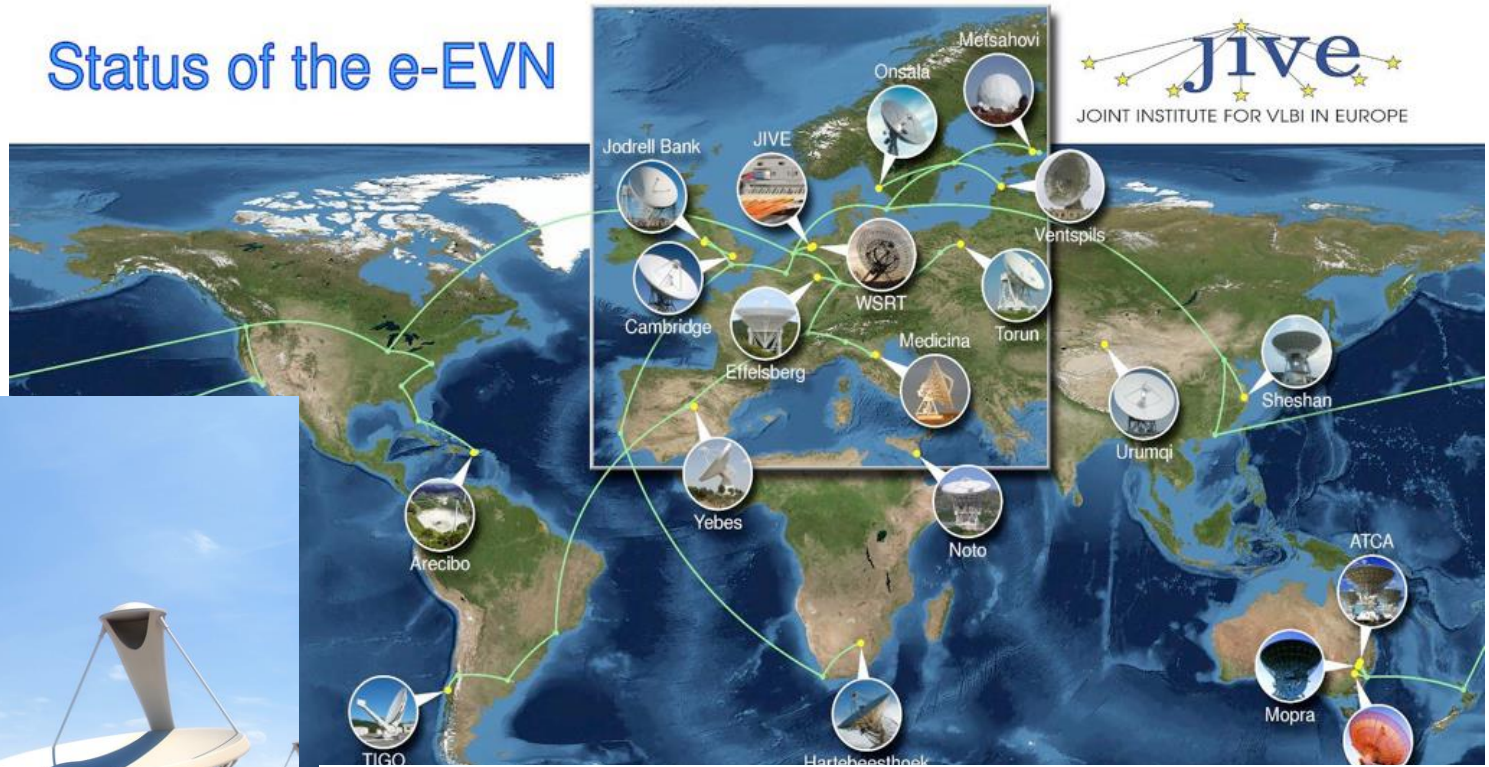 Status of the e-EVN
jive
JOINT INSTITUTE FOR VLBI IN EUROPE
Metsahovi
Onsala
Jodrell Bank
JIVE
Ventspils
Cambridge
WSRT
Torun
Effelsberg
Medicina
Sheshan
Urumqi
Yebes
Noto
Arecibo
ATCA
Mopra
TIGO
Hartebeesthoek